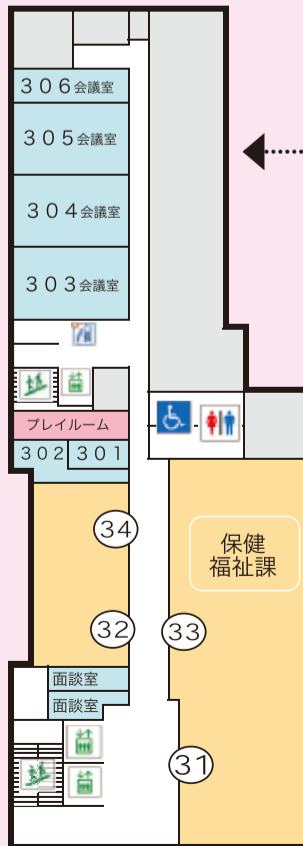 ３０６会議室
３０５会議室
３０４会議室
３０３会議室
プレイルーム
３０２
３０１
34
保健
福祉課
32
33
面談室
面談室
31